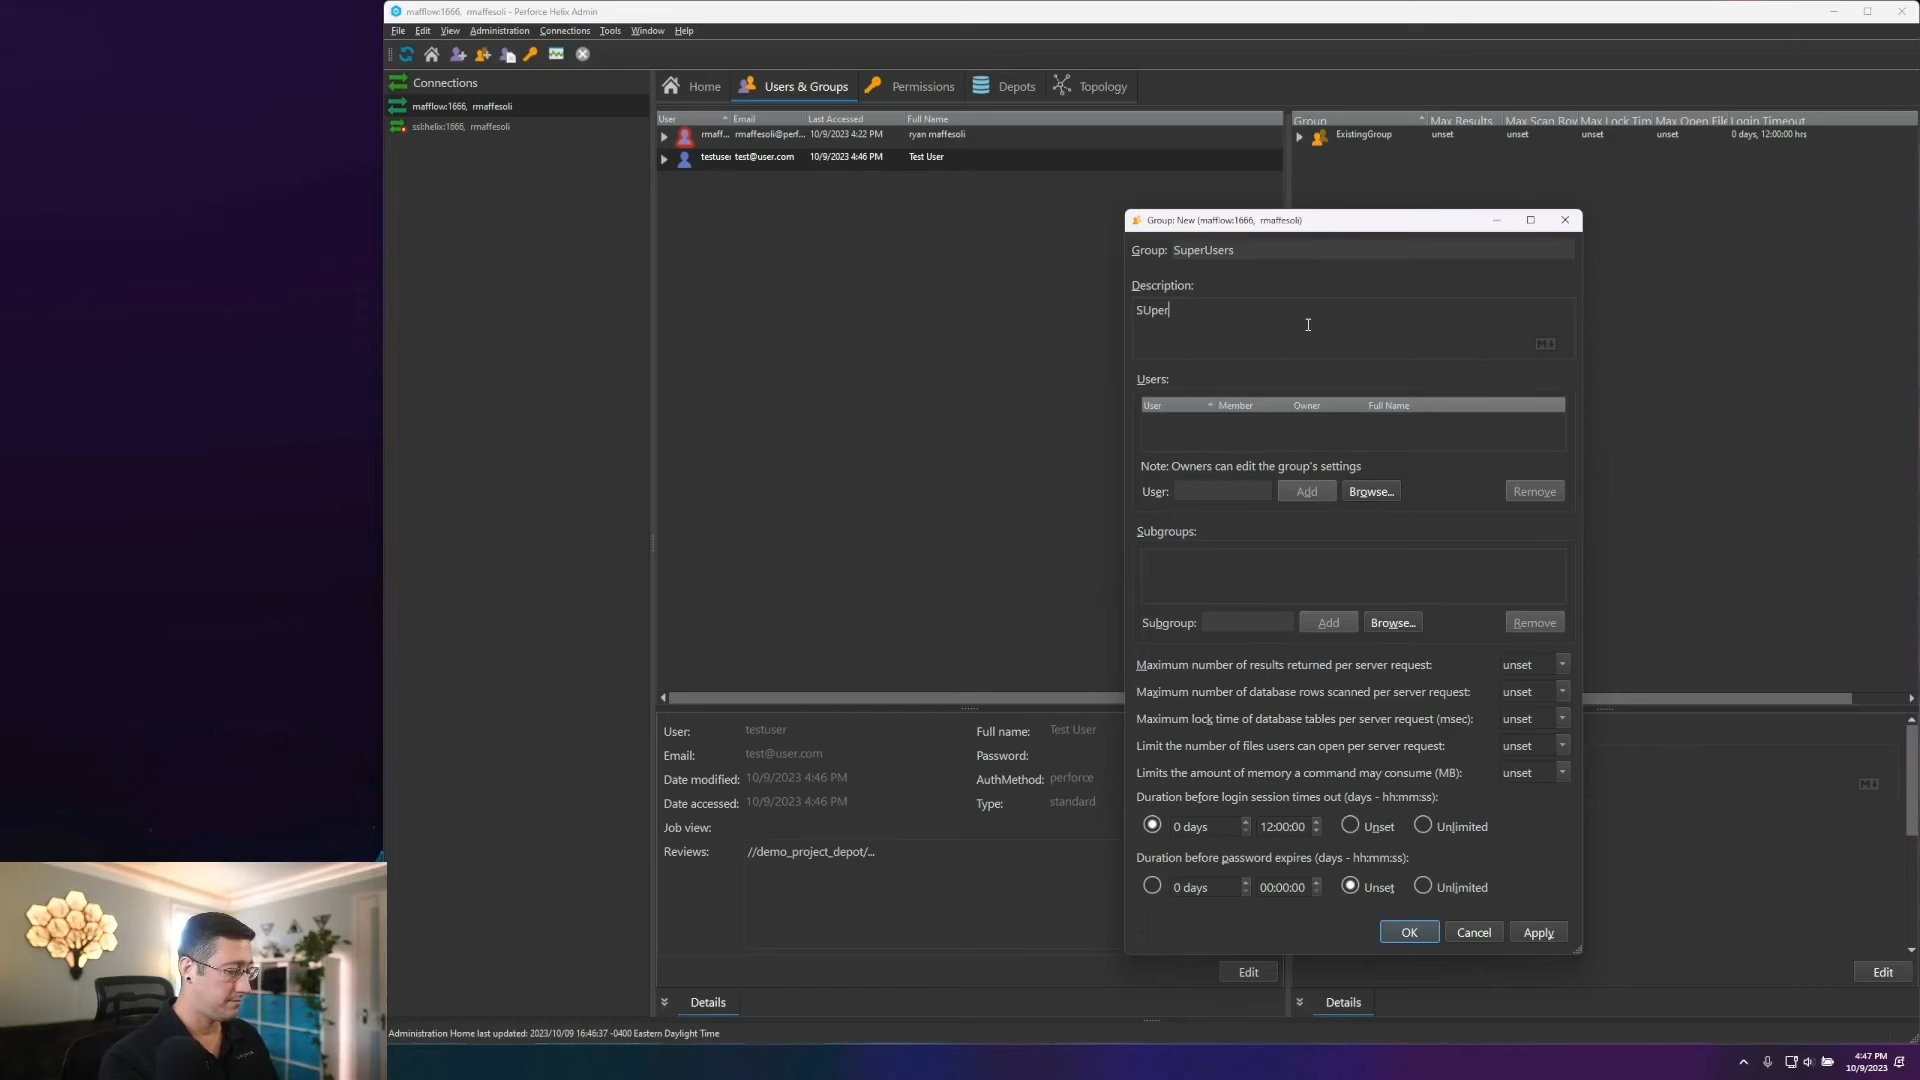 mafflow:1666, rmaffesoli - Perforce Helix Admin
File Edit View Administration Connections Tools Window Help
Connections
mafflow:1666, rmaffesoli
ssl:helix:1666, rmaffesoli
Home Users & Groups Permissions Depots Topology
User Email Last Accessed Full Name
rmaff... rmaffesoli@perf... 10/9/2023 4:22 PM ryan maffesoli
testuser test@user.com 10/9/2023 4:46 PM Test User
Group Max Results Max Scan Row Max Lock Tim Max Open File Login Timeout
ExistingGroup unset unset unset unset 0 days, 12:00:00 hrs
Group: New (mafflow:1666, rmaffesoli)
Group: SuperUsers
Description:
SUper
M
Users:
User Member Owner Full Name
Note: Owners can edit the group's settings
User: Add Browse... Remove
Subgroups:
Subgroup: Add Browse... Remove
Maximum number of results returned per server request: unset
Maximum number of database rows scanned per server request: unset
Maximum lock time of database tables per server request (msec): unset
Limit the number of files users can open per server request: unset
Limits the amount of memory a command may consume (MB): unset
Duration before login session times out (days - hh:mm:ss):
0 days 12:00:00 Unset Unlimited
Duration before password expires (days - hh:mm:ss):
0 days 00:00:00 Unset Unlimited
OK Cancel Apply
User: testuser Full name: Test User
Email: test@user.com Password:
Date modified: 10/9/2023 4:46 PM AuthMethod: perforce
Date accessed: 10/9/2023 4:46 PM Type: standard
Job view:
Reviews: //demo_project_depot/...
M
Edit
Edit
Details
Details
Administration Home last updated: 2023/10/09 16:46:37 -0400 Eastern Daylight Time
4:47 PM
10/9/2023